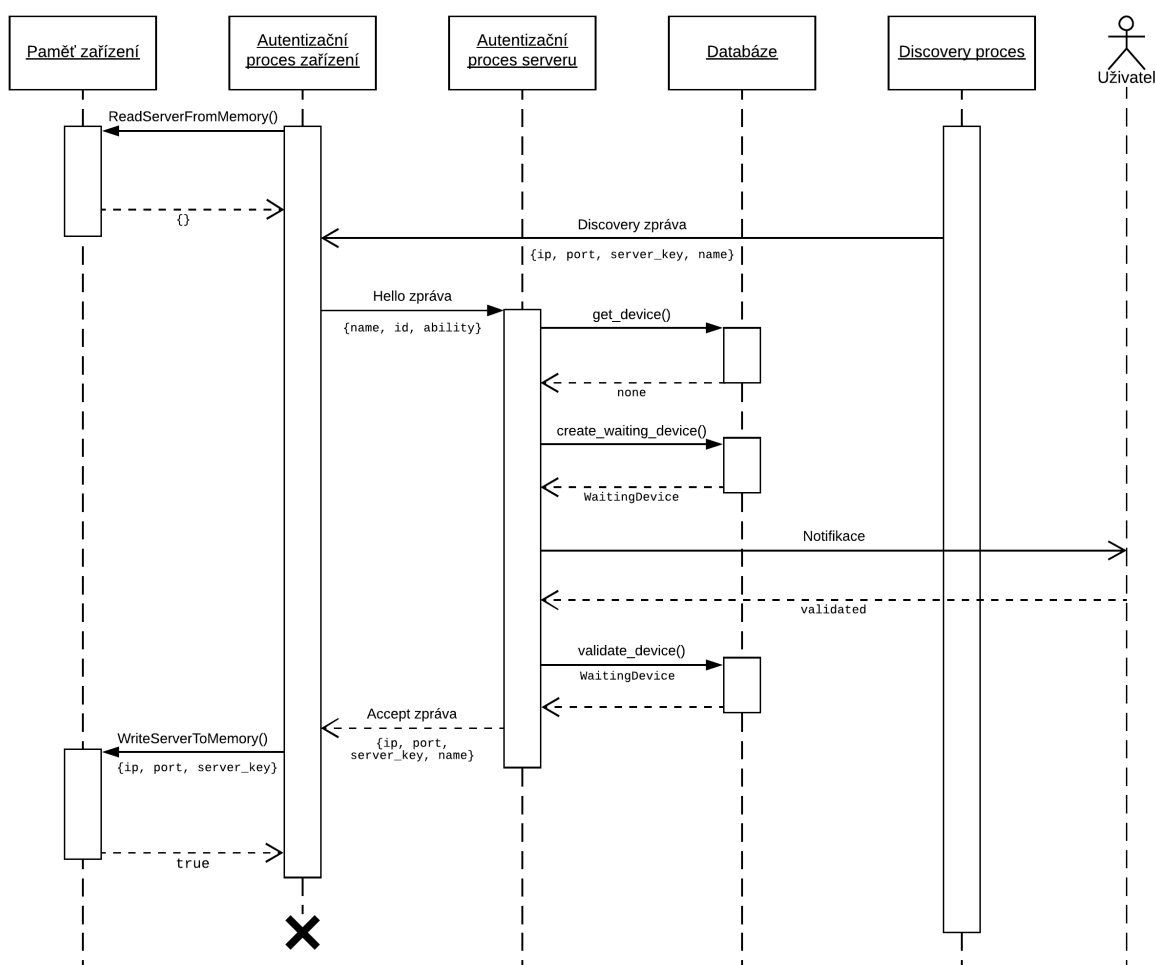 Paměť zařízení
Autentizační
proces zařízení
Autentizační
proces serveru
Databáze
Discovery proces
Uživatel
ReadServerFromMemory()
{}
Discovery zpráva
{ip, port, server_key, name}
Hello zpráva
{name, id, ability}
get_device()
none
create_waiting_device()
WaitingDevice
Notifikace
validated
validate_device()
WaitingDevice
Accept zpráva
{ip, port,
server_key, name}
WriteServerToMemory()
{ip, port, server_key}
true